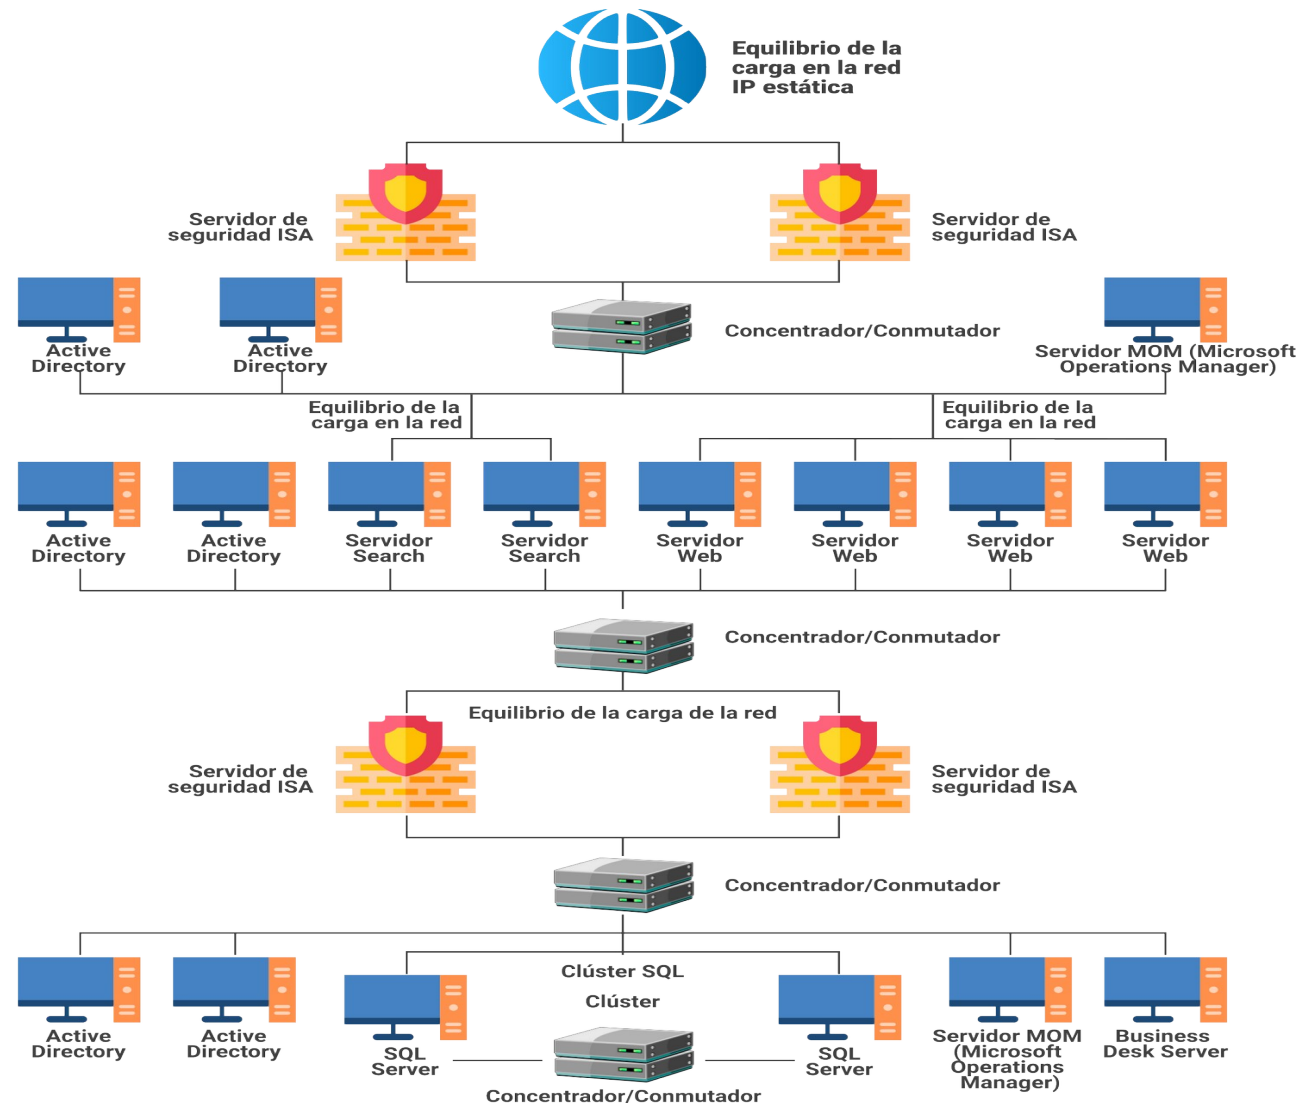 Equilibrio de la
carga en la red
IP estática
Servidor de
seguridad ISA
Servidor de
seguridad ISA
Concentrador/Conmutador
Active
Directory
Active
Directory
Servidor MOM (Microsoft
Operations Manager)
Equilibrio de la
carga en la red
Equilibrio de la
carga en la red
Active
Directory
Active
Directory
Servidor
Search
Servidor
Search
Servidor
Web
Servidor
Web
Servidor
Web
Servidor
Web
Concentrador/Conmutador
Equilibrio de la carga de la red
Servidor de
seguridad ISA
Servidor de
seguridad ISA
Concentrador/Conmutador
Clúster SQL
Clúster
Active
Directory
Active
Directory
SQL
Server
SQL
Server
Servidor MOM
(Microsoft
Operations
Manager)
Business
Desk Server
Concentrador/Conmutador